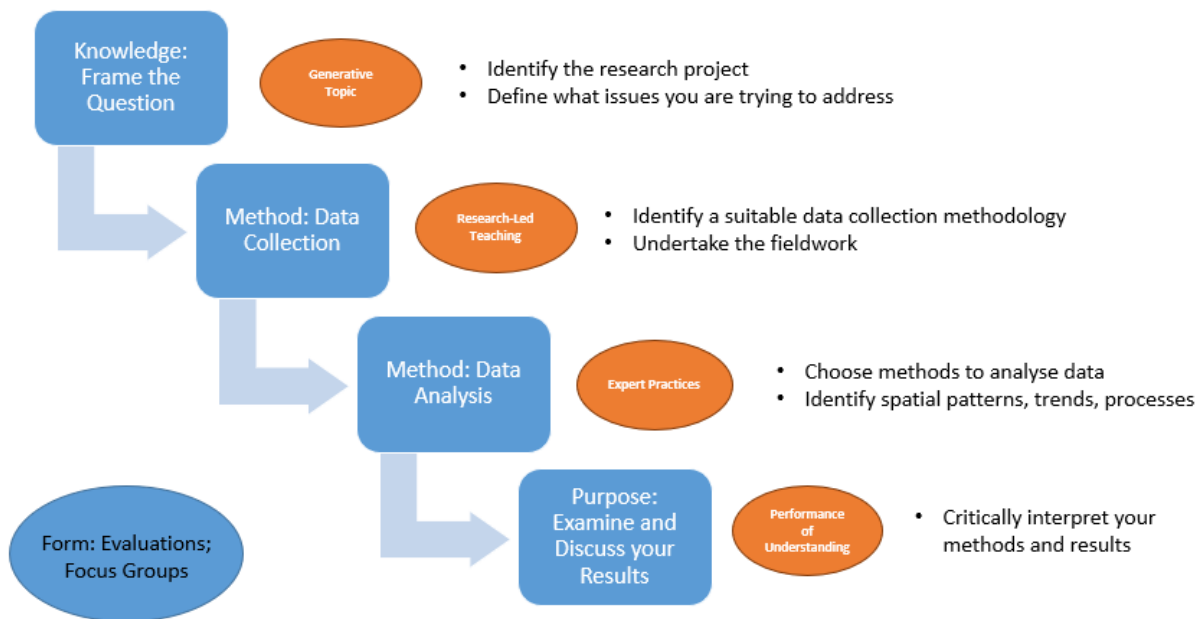 Knowledge:
Frame the
Question
Generative
Topic
• Identify the research project
• Define what issues you are trying to address
Method: Data
Collection
Research-Led
Teaching
• Identify a suitable data collection methodology
• Undertake the fieldwork
Method: Data
Analysis
Expert Practices
• Choose methods to analyse data
• Identify spatial patterns, trends, processes
Purpose:
Examine and
Discuss your
Results
Performance
of
Understanding
• Critically interpret your
methods and results
Form: Evaluations;
Focus Groups